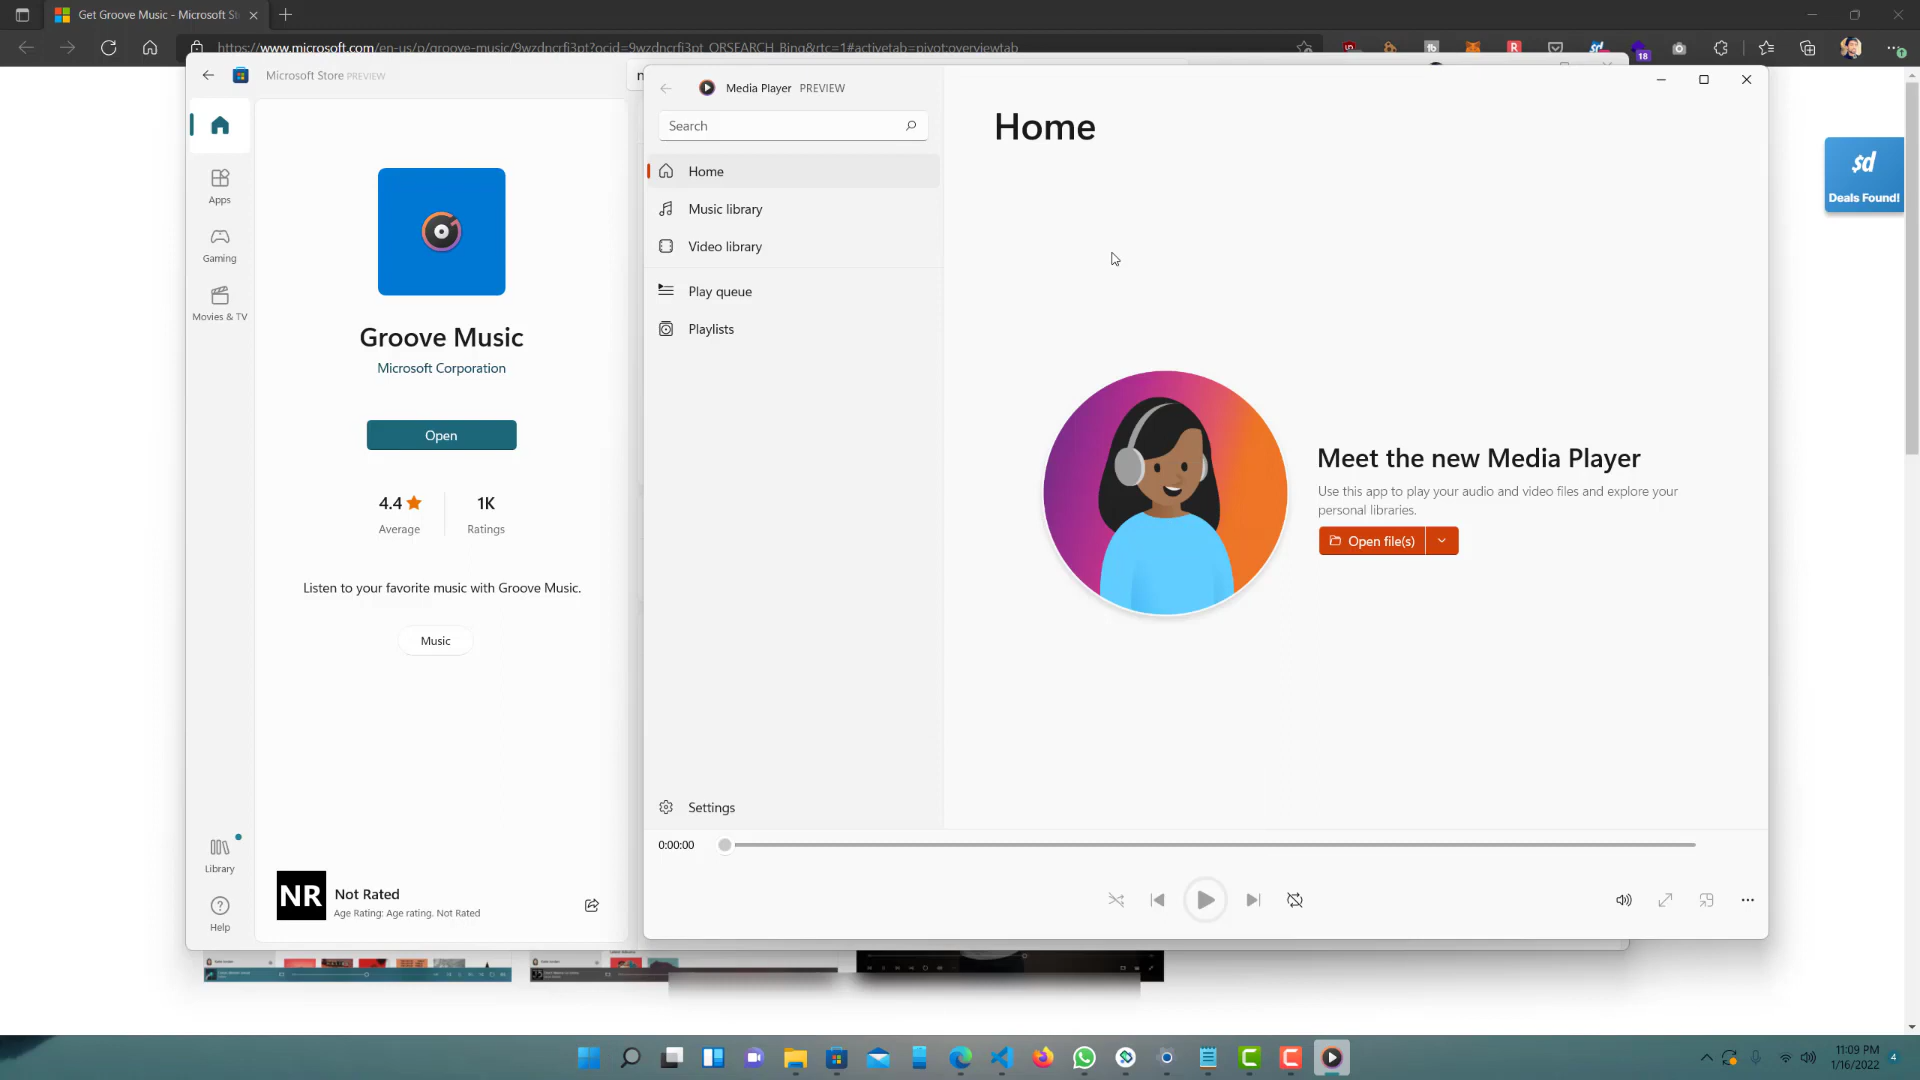 Get Groove Music - Microsoft St
https://www.microsoft.com/en-us/p/groove-music/9wzdncrfj3pt?ocid=9wzdncrfj3pt_ORSEARCH_Bing&rtc=1#activetab=pivot:overviewtab
18
Microsoft Store PREVIEW
Home
Apps
Gaming
Movies & TV
Library
Help
Groove Music
Microsoft Corporation
Open
4.4
1K
Average
Ratings
Listen to your favorite music with Groove Music.
Music
NR
Not Rated
Age Rating: Age rating. Not Rated
Media Player PREVIEW
Search
Home
Music library
Video library
Play queue
Playlists
Settings
Meet the new Media Player
Use this app to play your audio and video files and explore your
personal libraries.
Open file(s)
0:00:00
$d
Deals Found!
11:09 PM
1/16/2022
4